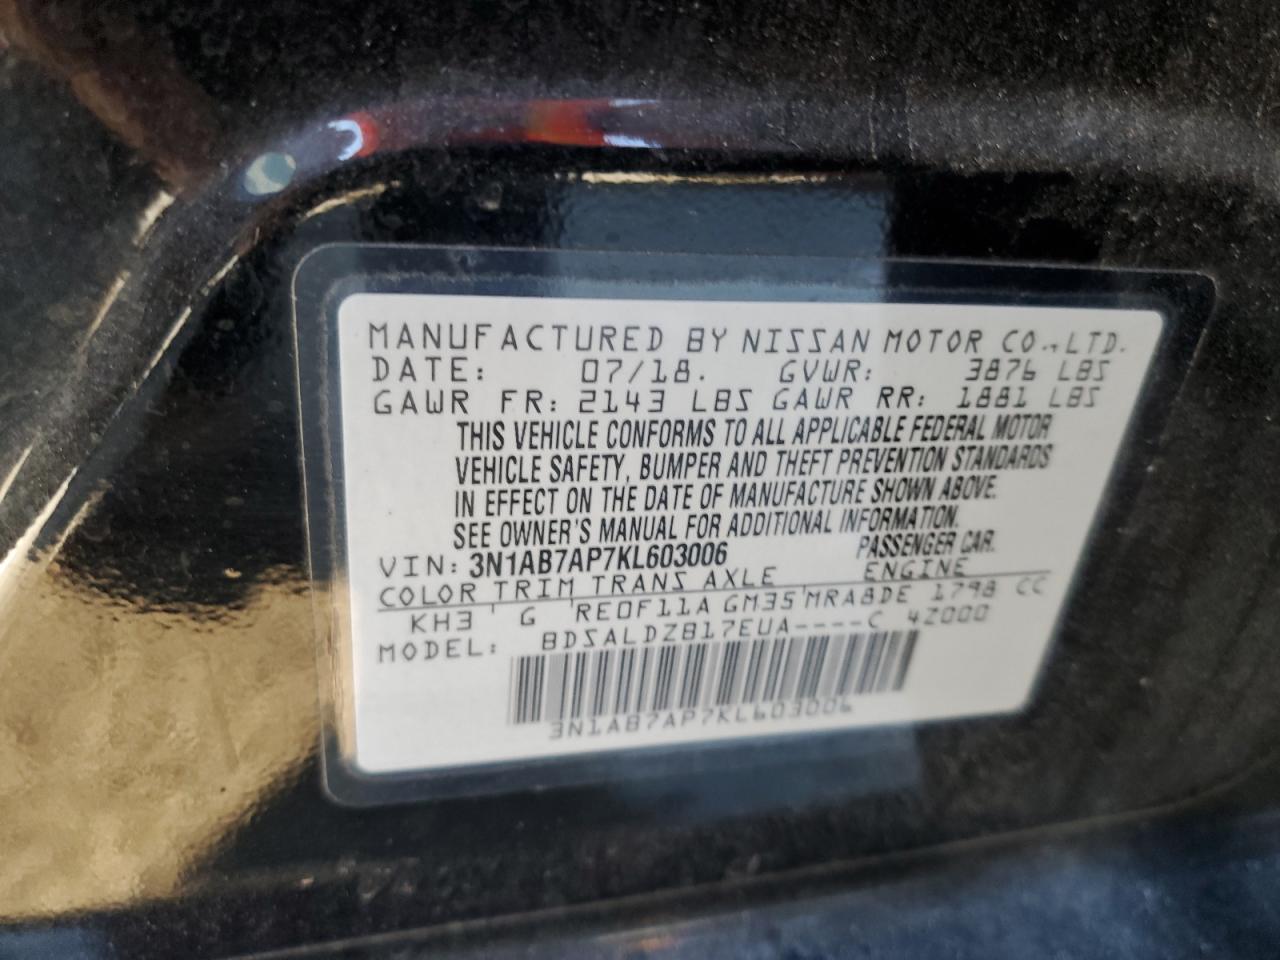 MANUFACTURED BY NISSAN MOTOR CO.,LTD.
DATE: 07/18. GVWR: 3876 LBS
GAWR FR: 2143 LBS GAWR RR: 1881 LBS
THIS VEHICLE CONFORMS TO ALL APPLICABLE FEDERAL MOTOR
VEHICLE SAFETY, BUMPER AND THEFT PREVENTION STANDARDS
IN EFFECT ON THE DATE OF MANUFACTURE SHOWN ABOVE.
SEE OWNER'S MANUAL FOR ADDITIONAL INFORMATION.
VIN: 3N1AB7AP7KL603006 PASSENGER CAR.
COLOR TRIM TRANS AXLE ENGINE
KH3 G RE0F11A GM35 MRA8DE 1798 CC
MODEL: BDSALDZB17EUA----C 4Z000
3N1AB7AP7KL603006